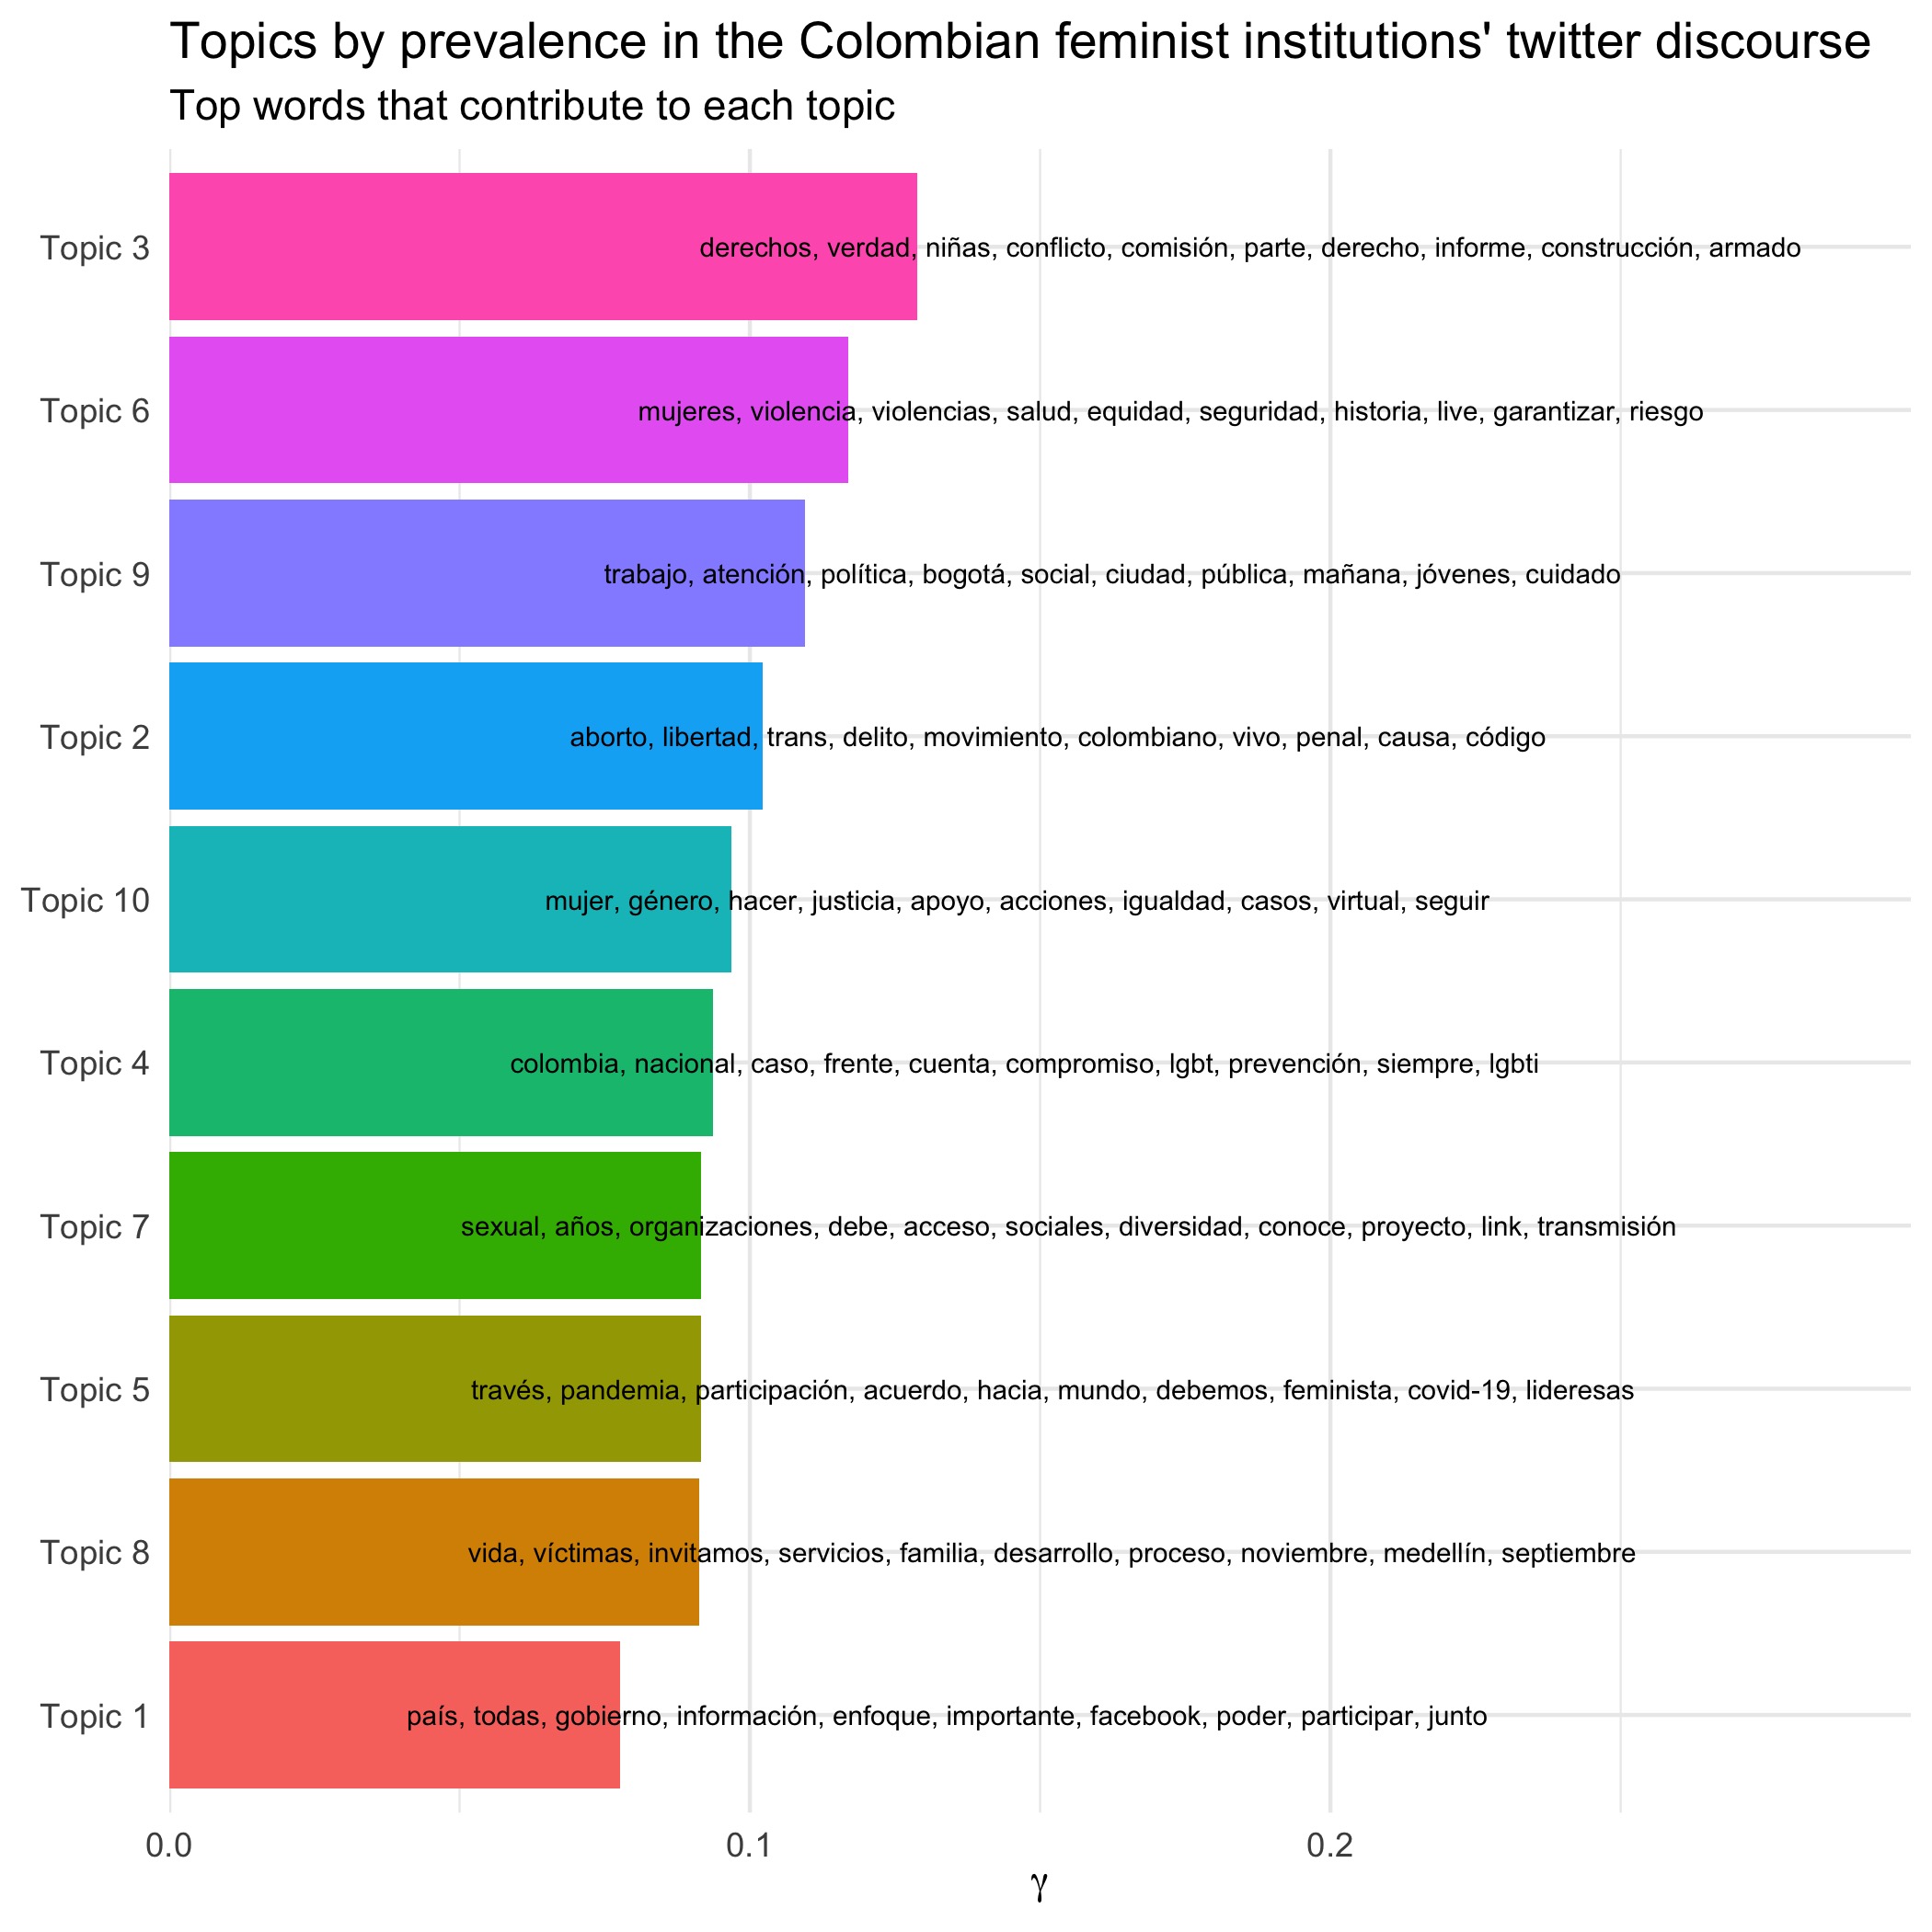 Topics by prevalence in the Colombian feminist institutions' twitter discourse
Top words that contribute to each topic
Topic 3
derechos, verdad, niñas, conflicto, comisión, parte, derecho, informe, construcción, armado
Topic 6
mujeres, violencia, violencias, salud, equidad, seguridad, historia, live, garantizar, riesgo
Topic 9
trabajo, atención, política, bogotá, social, ciudad, pública, mañana, jóvenes, cuidado
Topic 2
aborto, libertad, trans, delito, movimiento, colombiano, vivo, penal, causa, código
Topic 10
mujer, género, hacer, justicia, apoyo, acciones, igualdad, casos, virtual, seguir
Topic 4
colombia, nacional, caso, frente, cuenta, compromiso, lgbt, prevención, siempre, lgbti
Topic 7
sexual, años, organizaciones, debe, acceso, sociales, diversidad, conoce, proyecto, link, transmisión
Topic 5
través, pandemia, participación, acuerdo, hacia, mundo, debemos, feminista, covid-19, lideresas
Topic 8
vida, víctimas, invitamos, servicios, familia, desarrollo, proceso, noviembre, medellín, septiembre
Topic 1
país, todas, gobierno, información, enfoque, importante, facebook, poder, participar, junto
0.0 0.1 0.2
γ